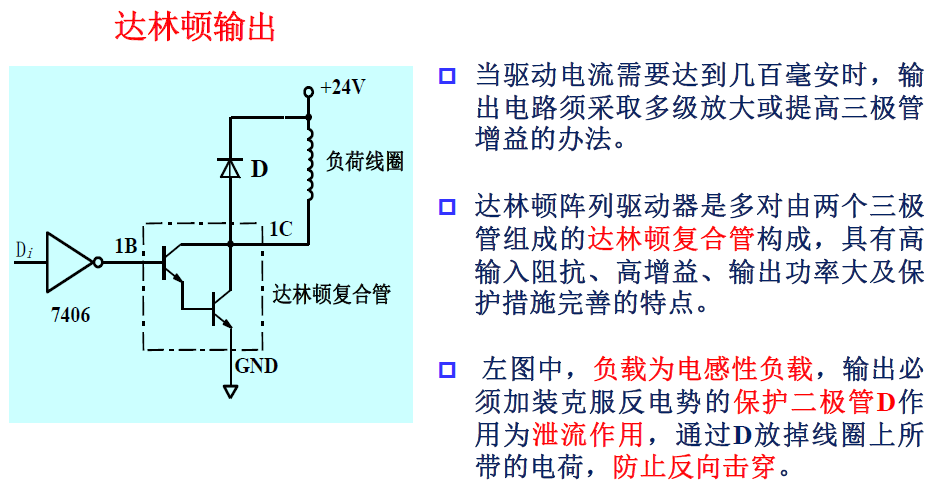 达林顿输出
+24V
D
负荷线圈
1B
1C
Di
7406
达林顿复合管
GND
当驱动电流需要达到几百毫安时，输
出电路须采取多级放大或提高三极管
增益的办法。
达林顿阵列驱动器是多对由两个三极
管组成的达林顿复合管构成，具有高
输入阻抗、高增益、输出功率大及保
护措施完善的特点。
左图中，负载为电感性负载，输出必
须加装克服反电势的保护二极管D作
用为泄流作用，通过D放掉线圈上所
带的电荷，防止反向击穿。